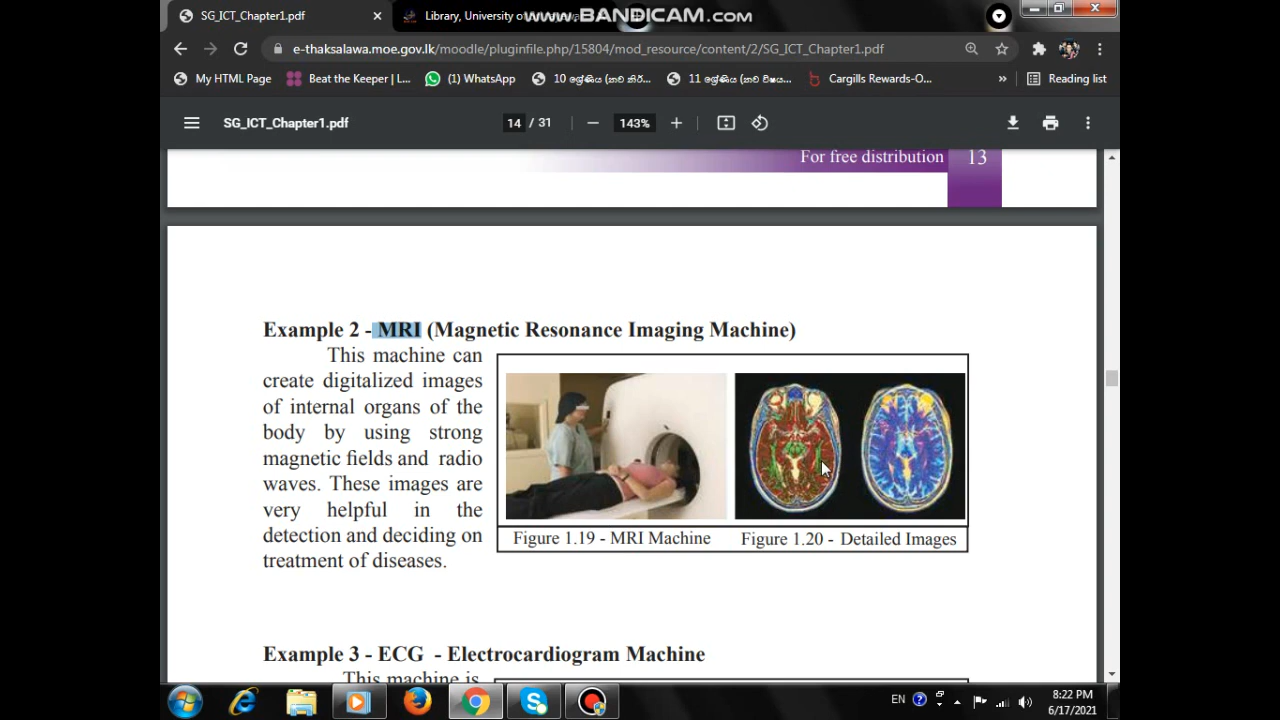 SG_ICT_Chapter1.pdf
www.BANDICAM.com
e-thaksalawa.moe.gov.lk/moodle/pluginfile.php/15804/mod_resource/content/2/SG_ICT_Chapter1.pdf
My HTML Page
Beat the Keeper | L...
(1) WhatsApp
Cargills Rewards-O...
»
Reading list
SG_ICT_Chapter1.pdf
14 / 31
143%
For free distribution
13
Example 2 - MRI (Magnetic Resonance Imaging Machine)
This machine can
create digitalized images
of internal organs of the
body by using strong
magnetic fields and radio
waves. These images are
very helpful in the
detection and deciding on
treatment of diseases.
Figure 1.19 - MRI Machine
Figure 1.20 - Detailed Images
Example 3 - ECG - Electrocardiogram Machine
This machine is
EN
8:22 PM
6/17/2021